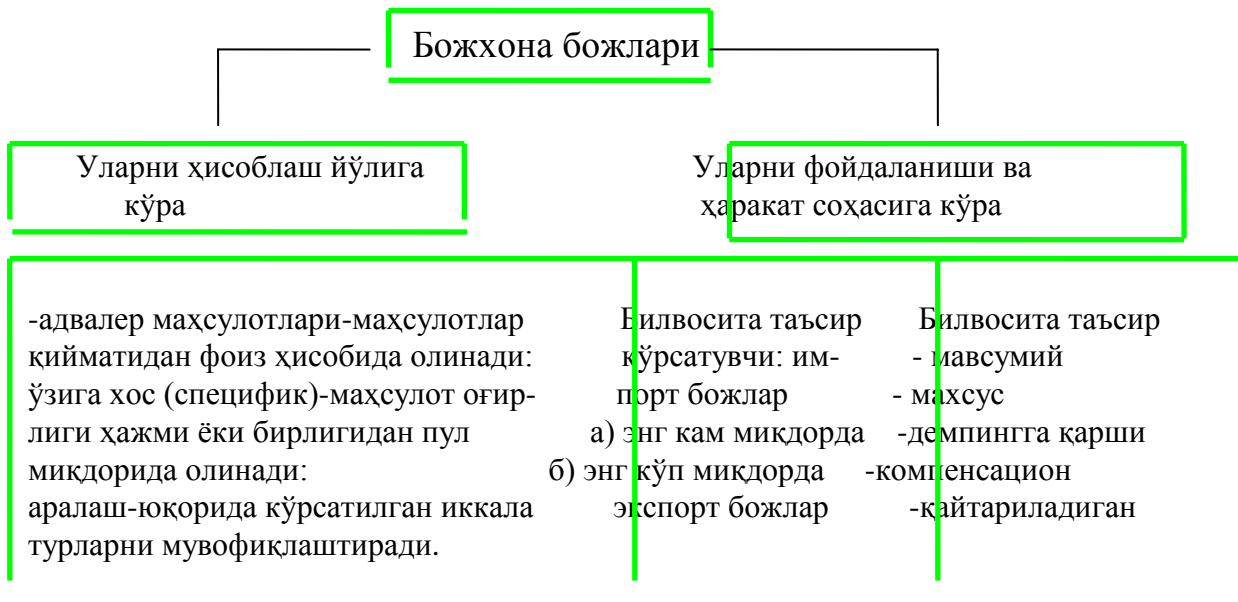 Божхона божлари
Уларни ҳисоблаш йўлига
кўра
Уларни фойдаланиши ва
ҳаракат соҳасига кўра
-адвалер маҳсулотлари-маҳсулотлар
қийматидан фоиз ҳисобида олинади:
ўзига хос (специфик)-маҳсулот оғир-
лиги ҳажми ёки бирлигидан пул
миқдорида олинади:
аралаш-юқорида кўрсатилган иккала
турларни мувофиқлаштиради.
Билвосита таъсир
кўрсатувчи: им-
порт божлар
а) энг кам миқдорда
б) энг кўп миқдорда
экспорт божлар
Билвосита таъсир
- мавсумий
- махсус
-демпингга қарши
-компенсацион
-қайтариладиган